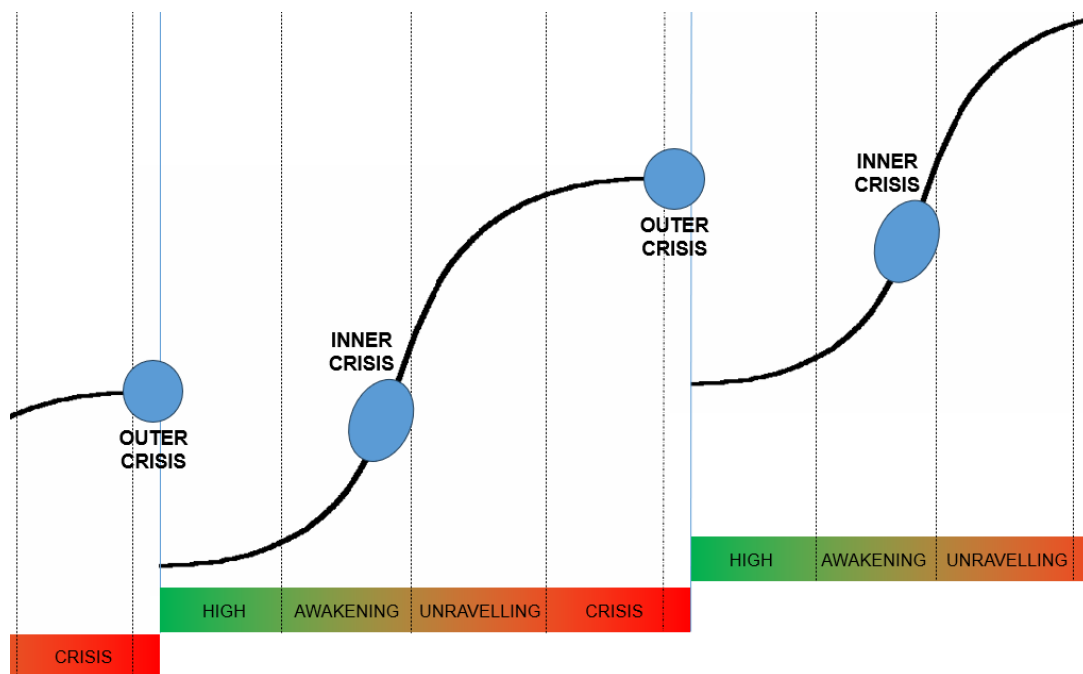 INNER
CRISIS
OUTER
CRISIS
INNER
CRISIS
OUTER
CRISIS
HIGH AWAKENING UNRAVELLING
HIGH AWAKENING UNRAVELLING CRISIS
CRISIS